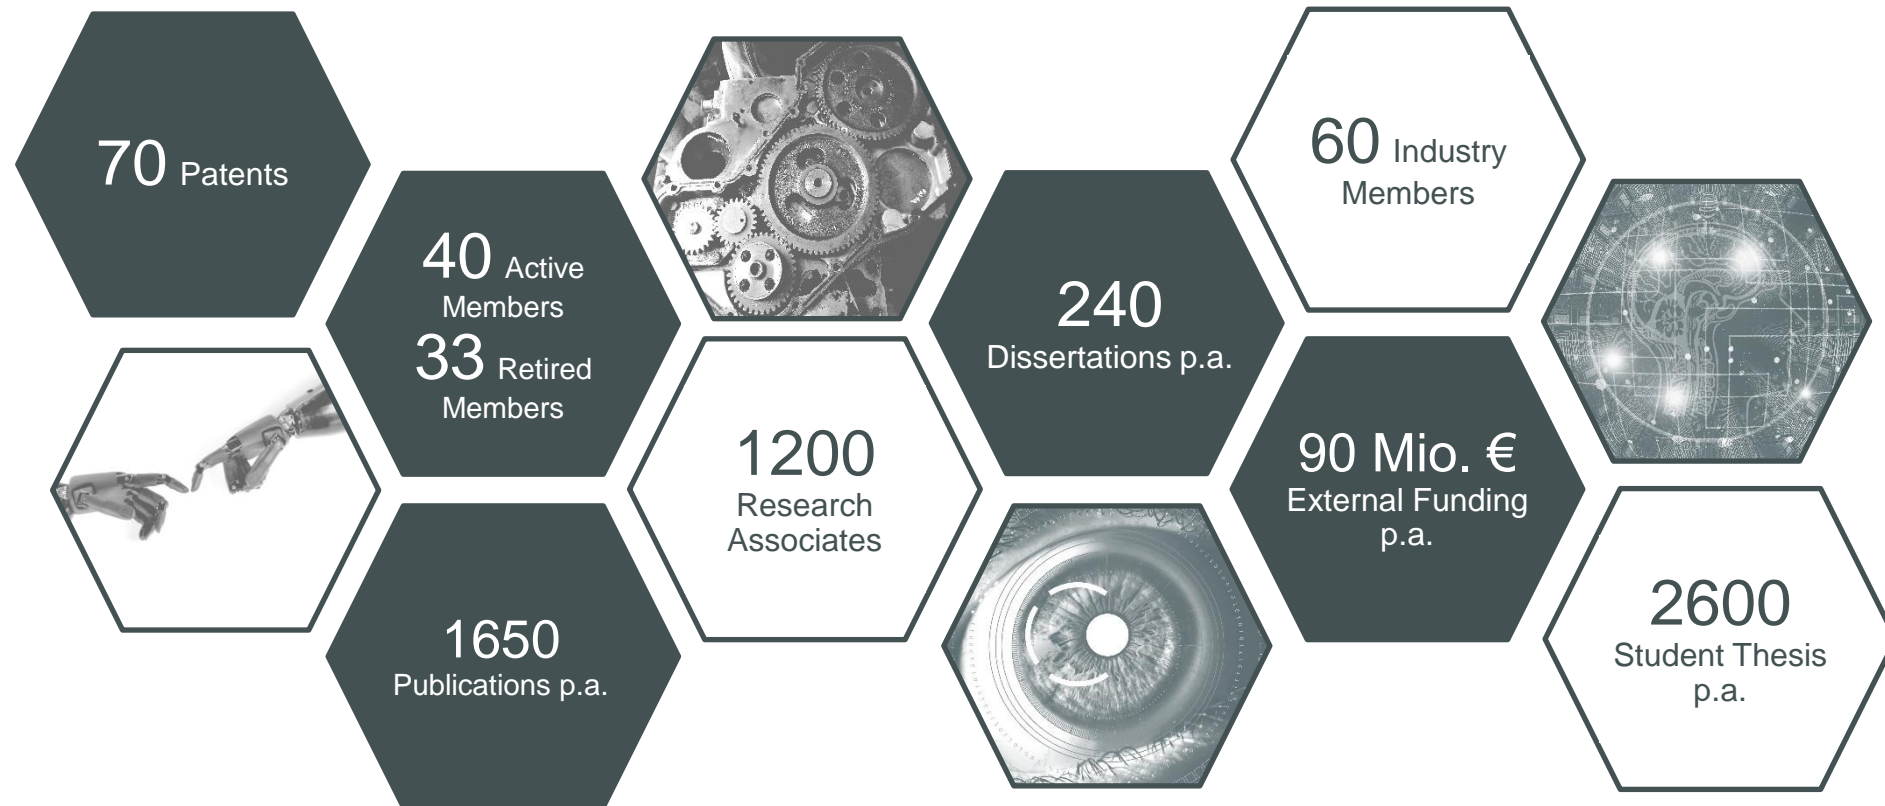 70 Patents
40 Active
Members
33 Retired
Members
1650
Publications p.a.
1200
Research
Associates
240
Dissertations p.a.
60 Industry
Members
90 Mio. €
External Funding
p.a.
2600
Student Thesis
p.a.